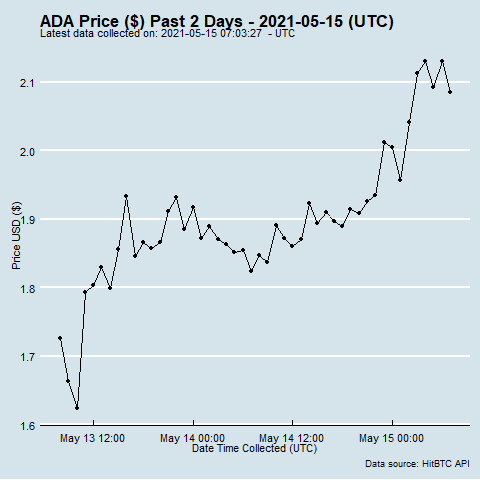 ADA Price ($) Past 2 Days - 2021-05-15 (UTC)
Latest data collected on: 2021-05-15 07:03:27 - UTC
2.1
2.0
1.9
1.8
1.7
1.6
Price USD ($)
May 13 12:00 May 14 00:00 May 14 12:00 May 15 00:00
Date Time Collected (UTC)
Data source: HitBTC API